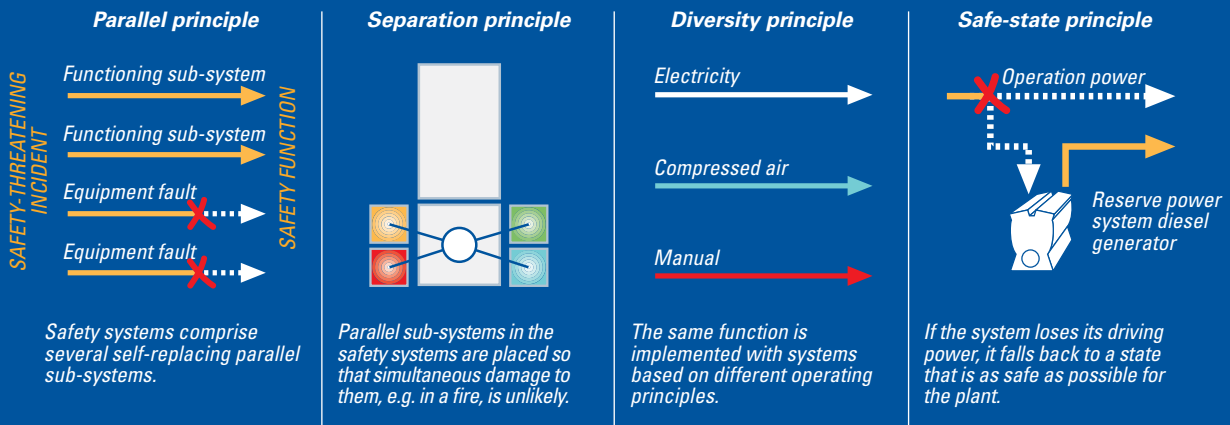 Parallel principle
SAFETY-THREATENING
INCIDENT
Functioning sub-system
Functioning sub-system
Equipment fault
Equipment fault
SAFETY FUNCTION
Safety systems comprise
several self-replacing parallel
sub-systems.
Separation principle
Parallel sub-systems in the
safety systems are placed so
that simultaneous damage to
them, e.g. in a fire, is unlikely.
Diversity principle
Electricity
Compressed air
Manual
The same function is
implemented with systems
based on different operating
principles.
Safe-state principle
Operation power
Reserve power
system diesel
generator
If the system loses its driving
power, it falls back to a state
that is as safe as possible for
the plant.